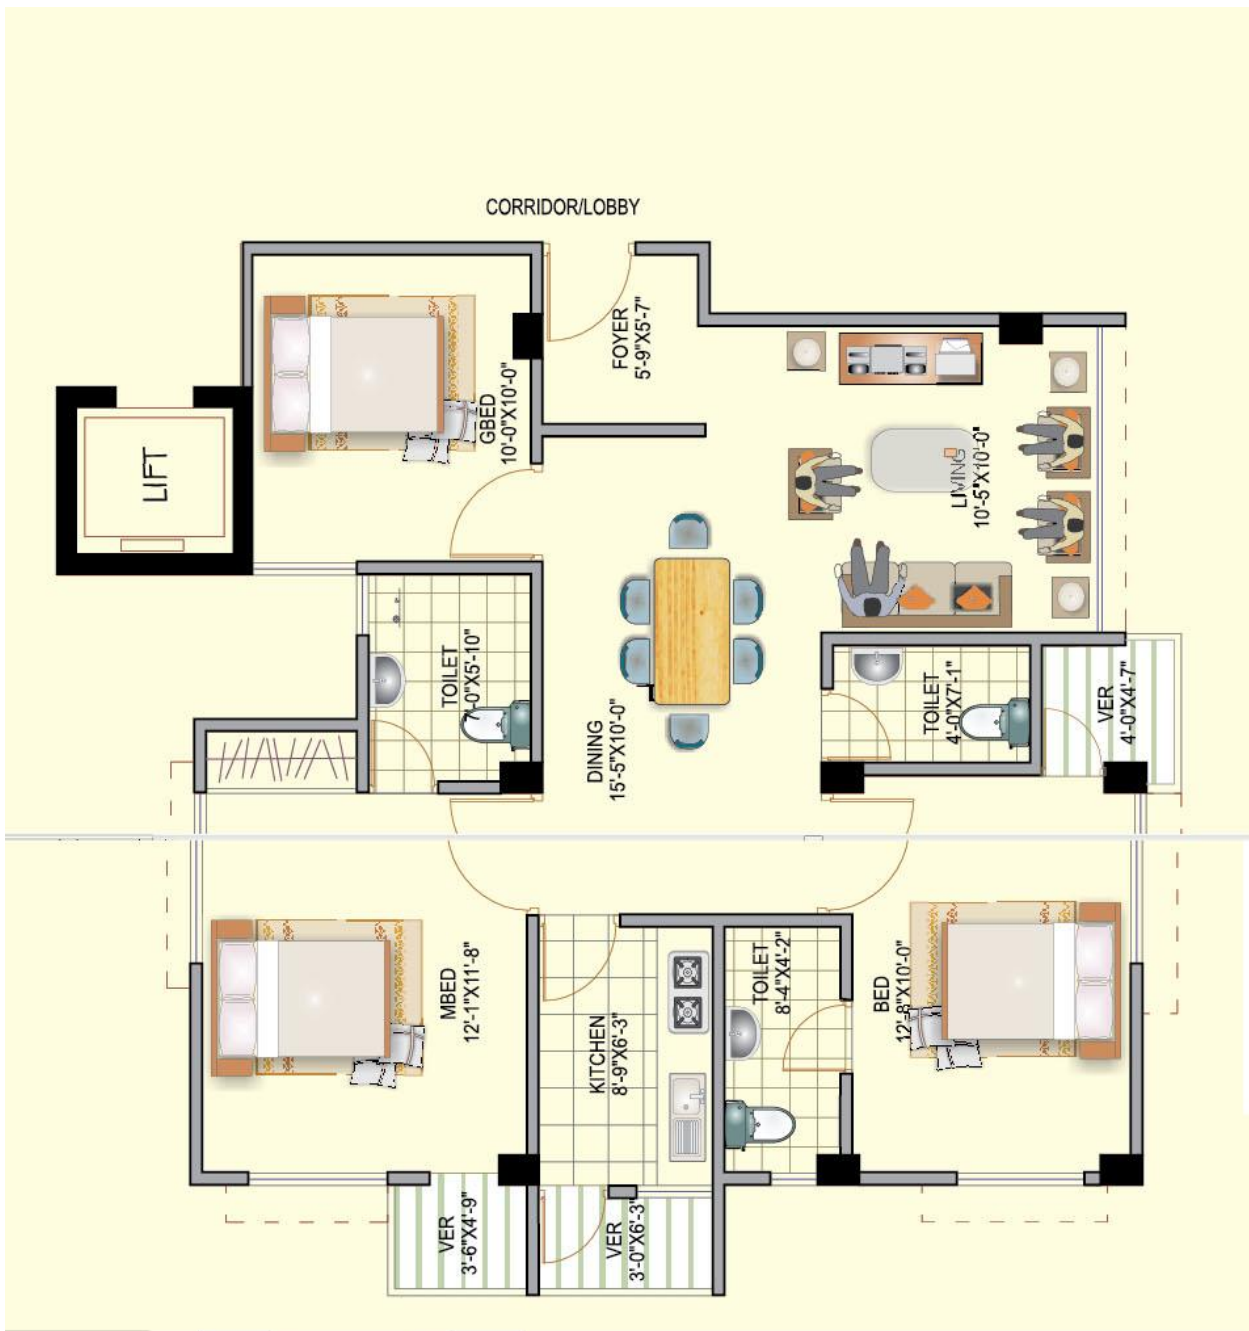 CORRIDOR/LOBBY
FOYER
5'-9"X5'-7"
GBED
10'-0"X10'-0"
LIFT
LIVING
10'-5"X10'-0"
TOILET
7'-0"X5'-10"
TOILET
4'-0"X7'-1"
VER
4'-0"X4'-7"
DINING
15'-5"X10'-0"
MBED
12'-1"X11'-8"
KITCHEN
8'-9"X6'-3"
TOILET
8'-4"X4'-2"
BED
12'-8"X10'-0"
VER
3'-6"X4'-9"
VER
3'-0"X6'-3"